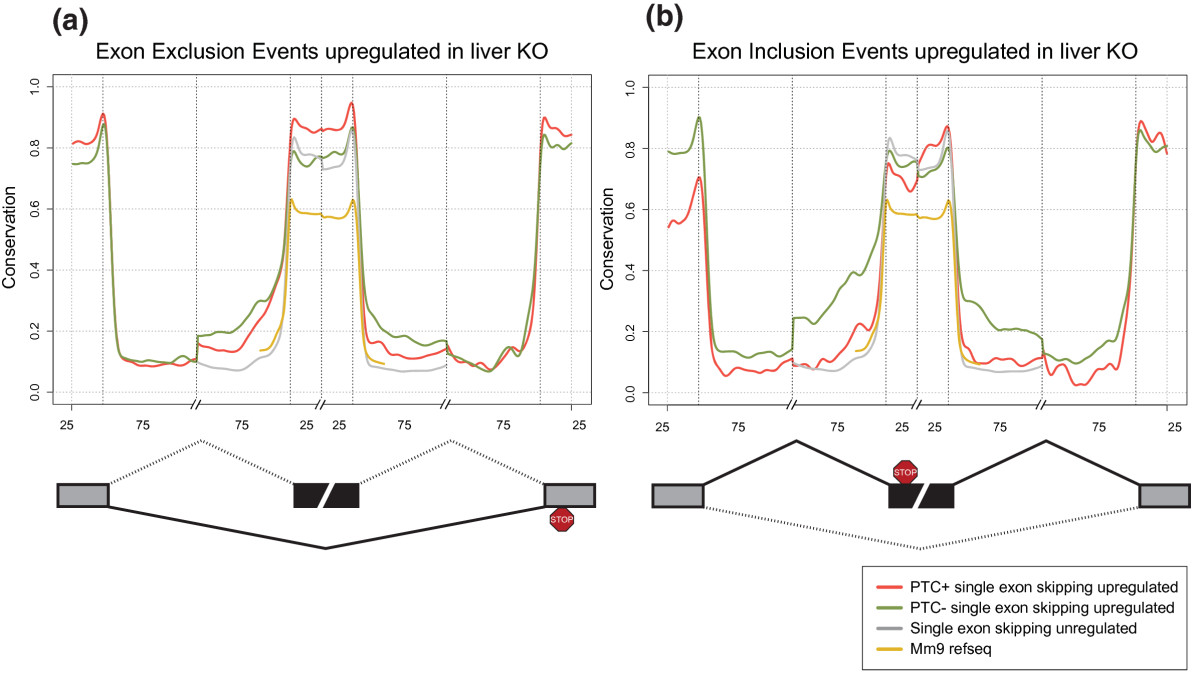 (a)
Exon Exclusion Events upregulated in liver KO
Conservation
1.0
0.8
0.6
0.4
0.2
0.0
25
75
75
25
25
75
75
25
STOP
(b)
Exon Inclusion Events upregulated in liver KO
Conservation
1.0
0.8
0.6
0.4
0.2
0.0
25
75
75
25
25
75
75
25
STOP
PTC+ single exon skipping upregulated
PTC- single exon skipping upregulated
Single exon skipping unregulated
Mm9 refseq